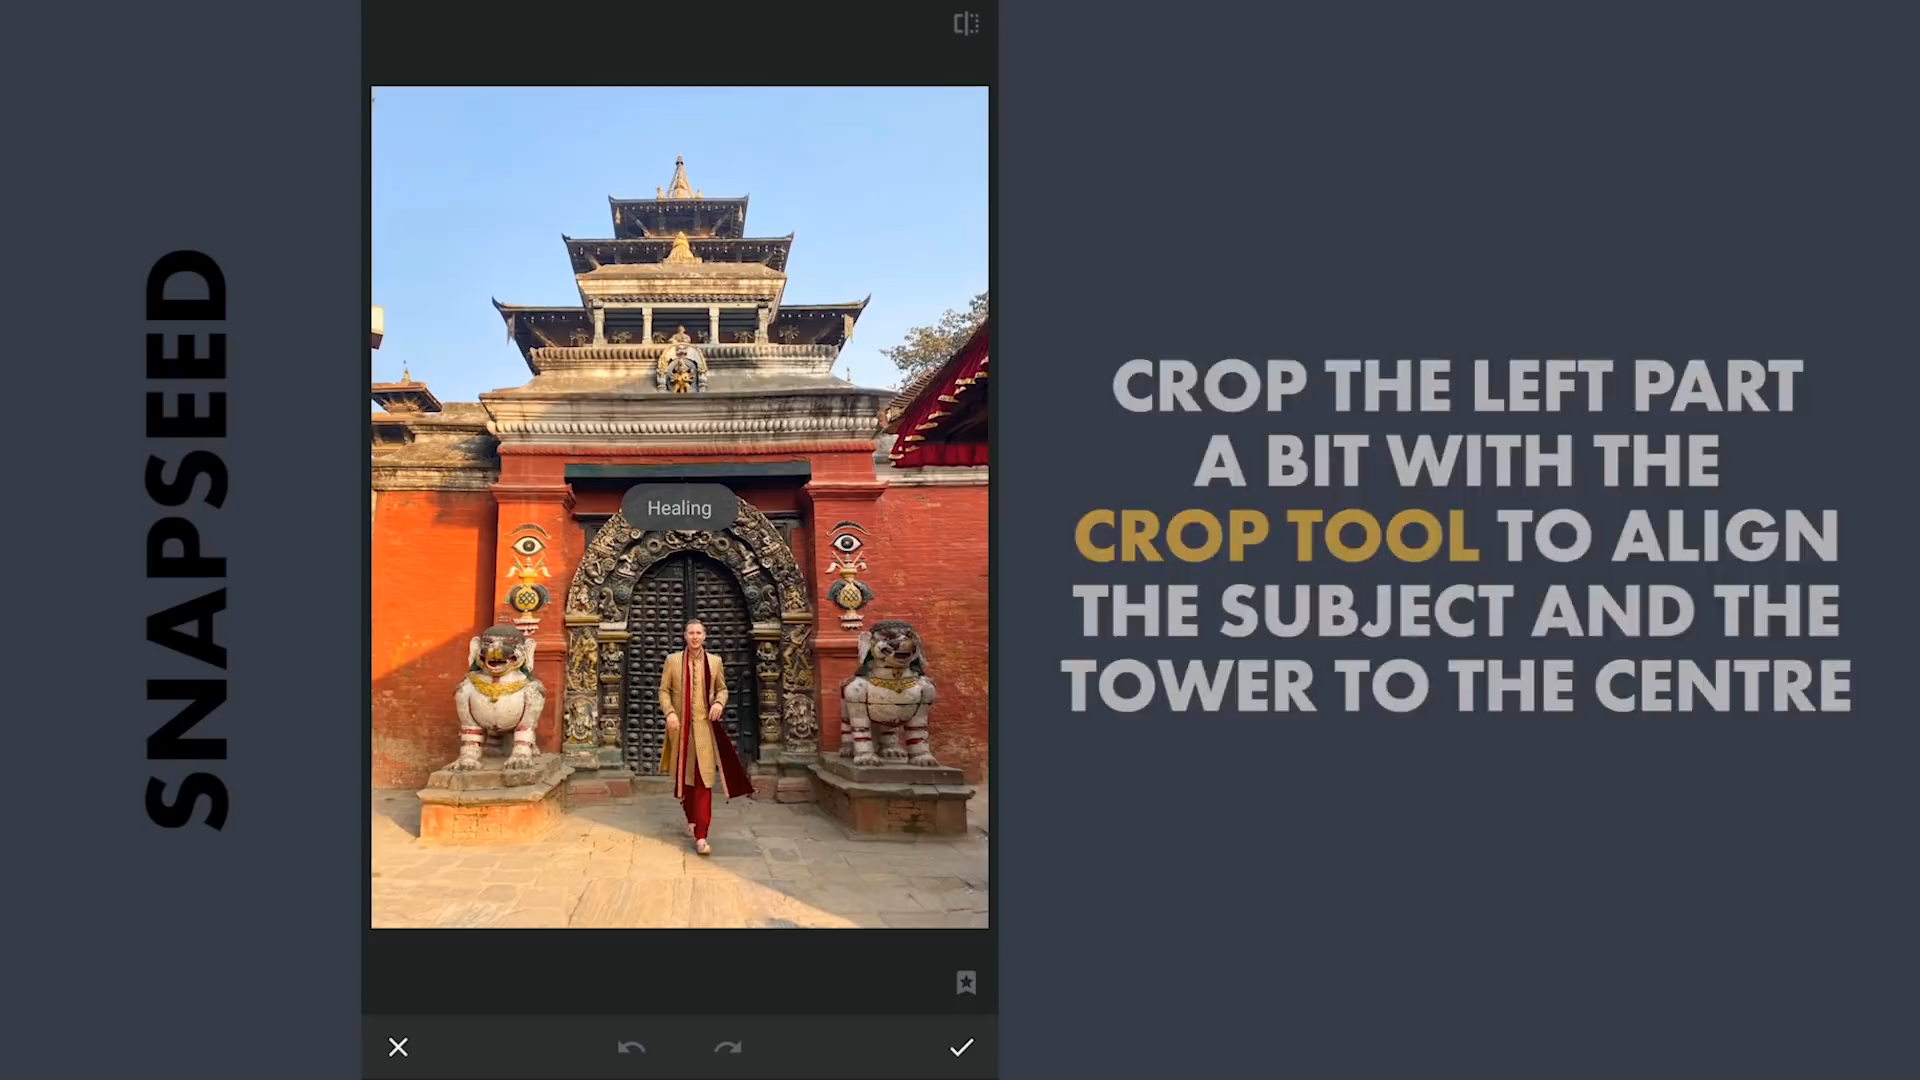 SNAPSEED
Healing
CROP THE LEFT PART
A BIT WITH THE
CROP TOOL TO ALIGN
THE SUBJECT AND THE
TOWER TO THE CENTRE